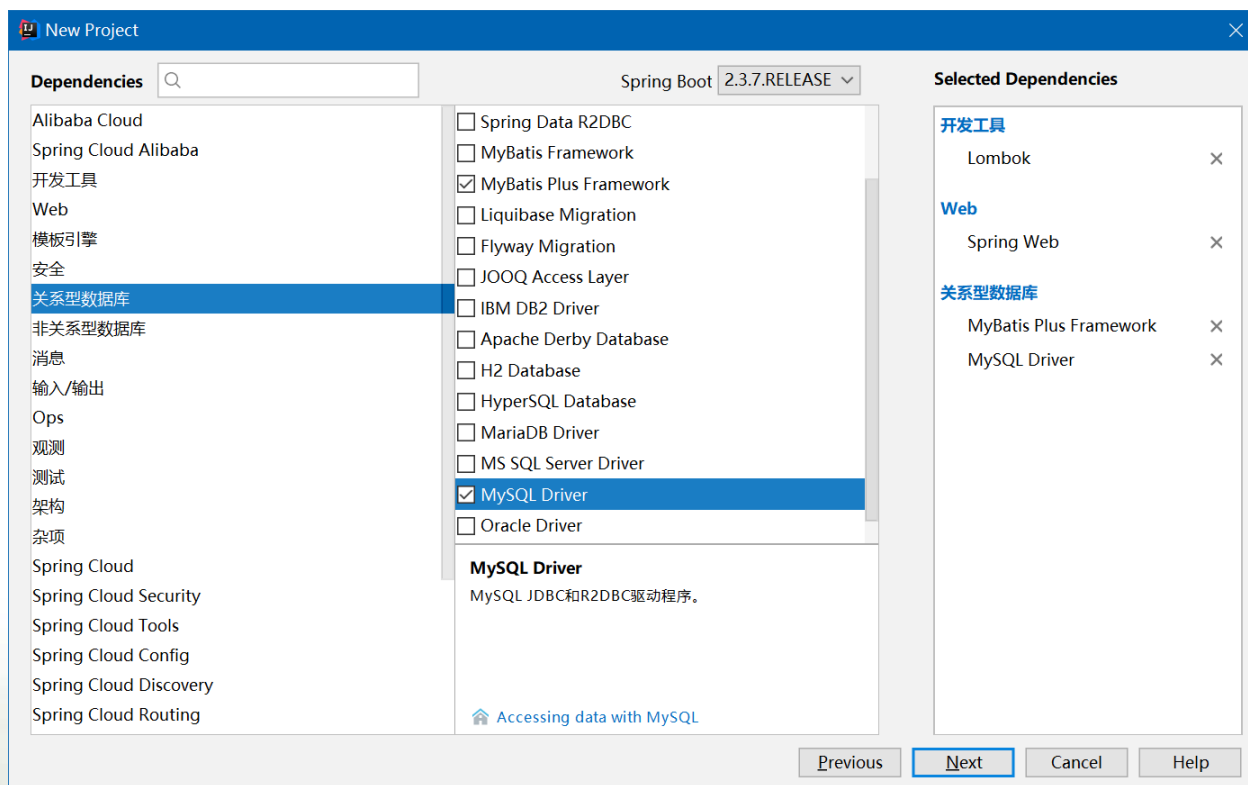 New Project
Dependencies
Spring Boot 2.3.7.RELEASE
Selected Dependencies
Alibaba Cloud
Spring Cloud Alibaba
开发工具
Web
模板引擎
安全
关系型数据库
非关系型数据库
消息
输入/输出
Ops
观测
测试
架构
杂项
Spring Cloud
Spring Cloud Security
Spring Cloud Tools
Spring Cloud Config
Spring Cloud Discovery
Spring Cloud Routing
Spring Data R2DBC
MyBatis Framework
MyBatis Plus Framework
Liquibase Migration
Flyway Migration
JOOQ Access Layer
IBM DB2 Driver
Apache Derby Database
H2 Database
HyperSQL Database
MariaDB Driver
MS SQL Server Driver
MySQL Driver
Oracle Driver
MySQL Driver
MySQL JDBC和R2DBC驱动程序。
Accessing data with MySQL
开发工具
Lombok
Web
Spring Web
关系型数据库
MyBatis Plus Framework
MySQL Driver
Previous
Next
Cancel
Help